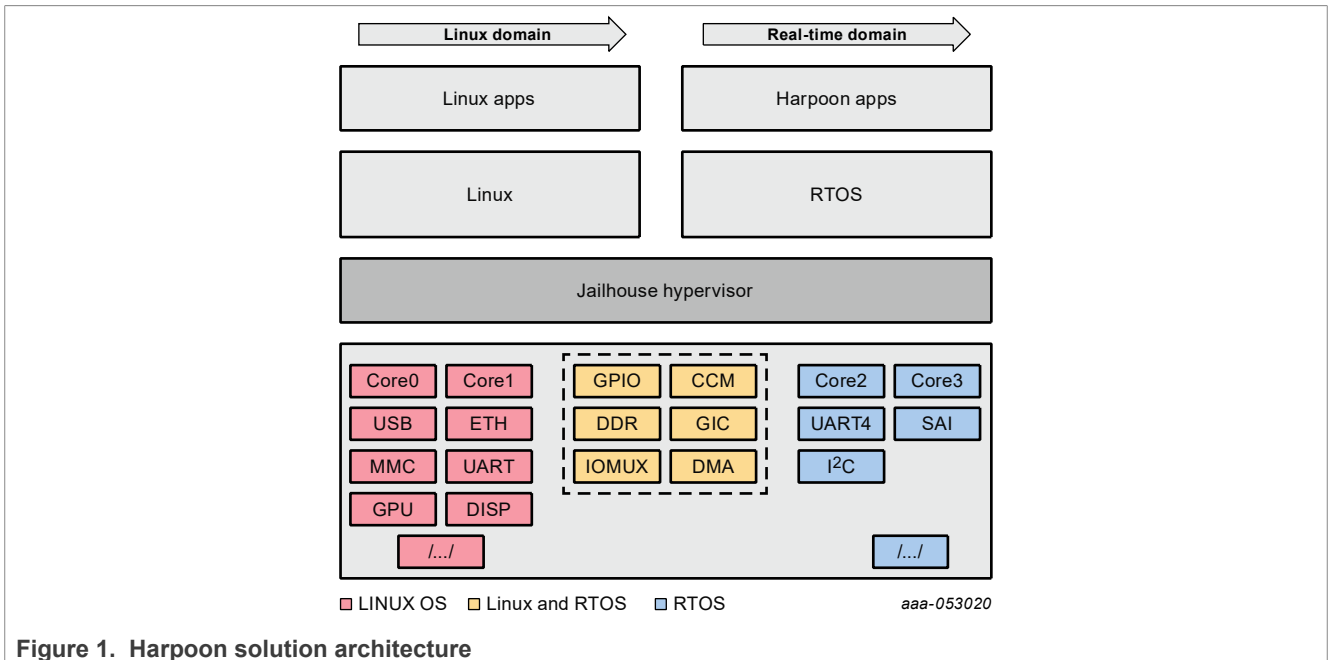 Linux domain Real-time domain
Linux apps Harpoon apps
Linux RTOS
Jailhouse hypervisor
Core0 Core1 GPIO CCM Core2 Core3
USB ETH DDR GIC UART4 SAI
MMC UART IOMUX DMA I²C
GPU DISP
/.../ /.../
LINUX OS Linux and RTOS RTOS aaa-053020
Figure 1. Harpoon solution architecture